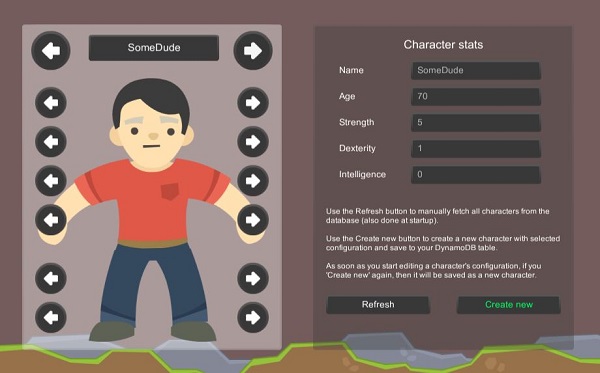 SomeDude
Character stats
Name SomeDude
Age 70
Strength 5
Dexterity 1
Intelligence 0
Use the Refresh button to manually fetch all characters from the
database (also done at startup).
Use the Create new button to create a new character with selected
configuration and save to your DynamoDB table.
As soon as you start editing a character's configuration, if you
'Create new' again, then it will be saved as a new character.
Refresh Create new